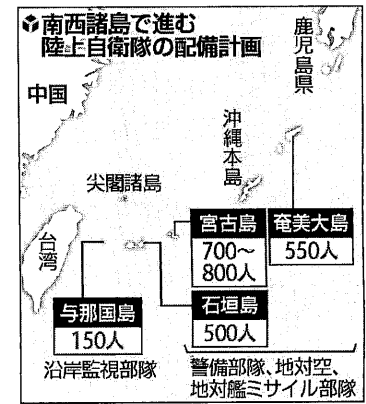 南西諸島で進む
陸上自衛隊の配備計画
鹿児島県
中国
沖縄本島
尖閣諸島
台湾
宮古島
700〜
800人
奄美大島
550人
石垣島
500人
与那国島
150人
沿岸監視部隊
警備部隊、地対空、
地対艦ミサイル部隊